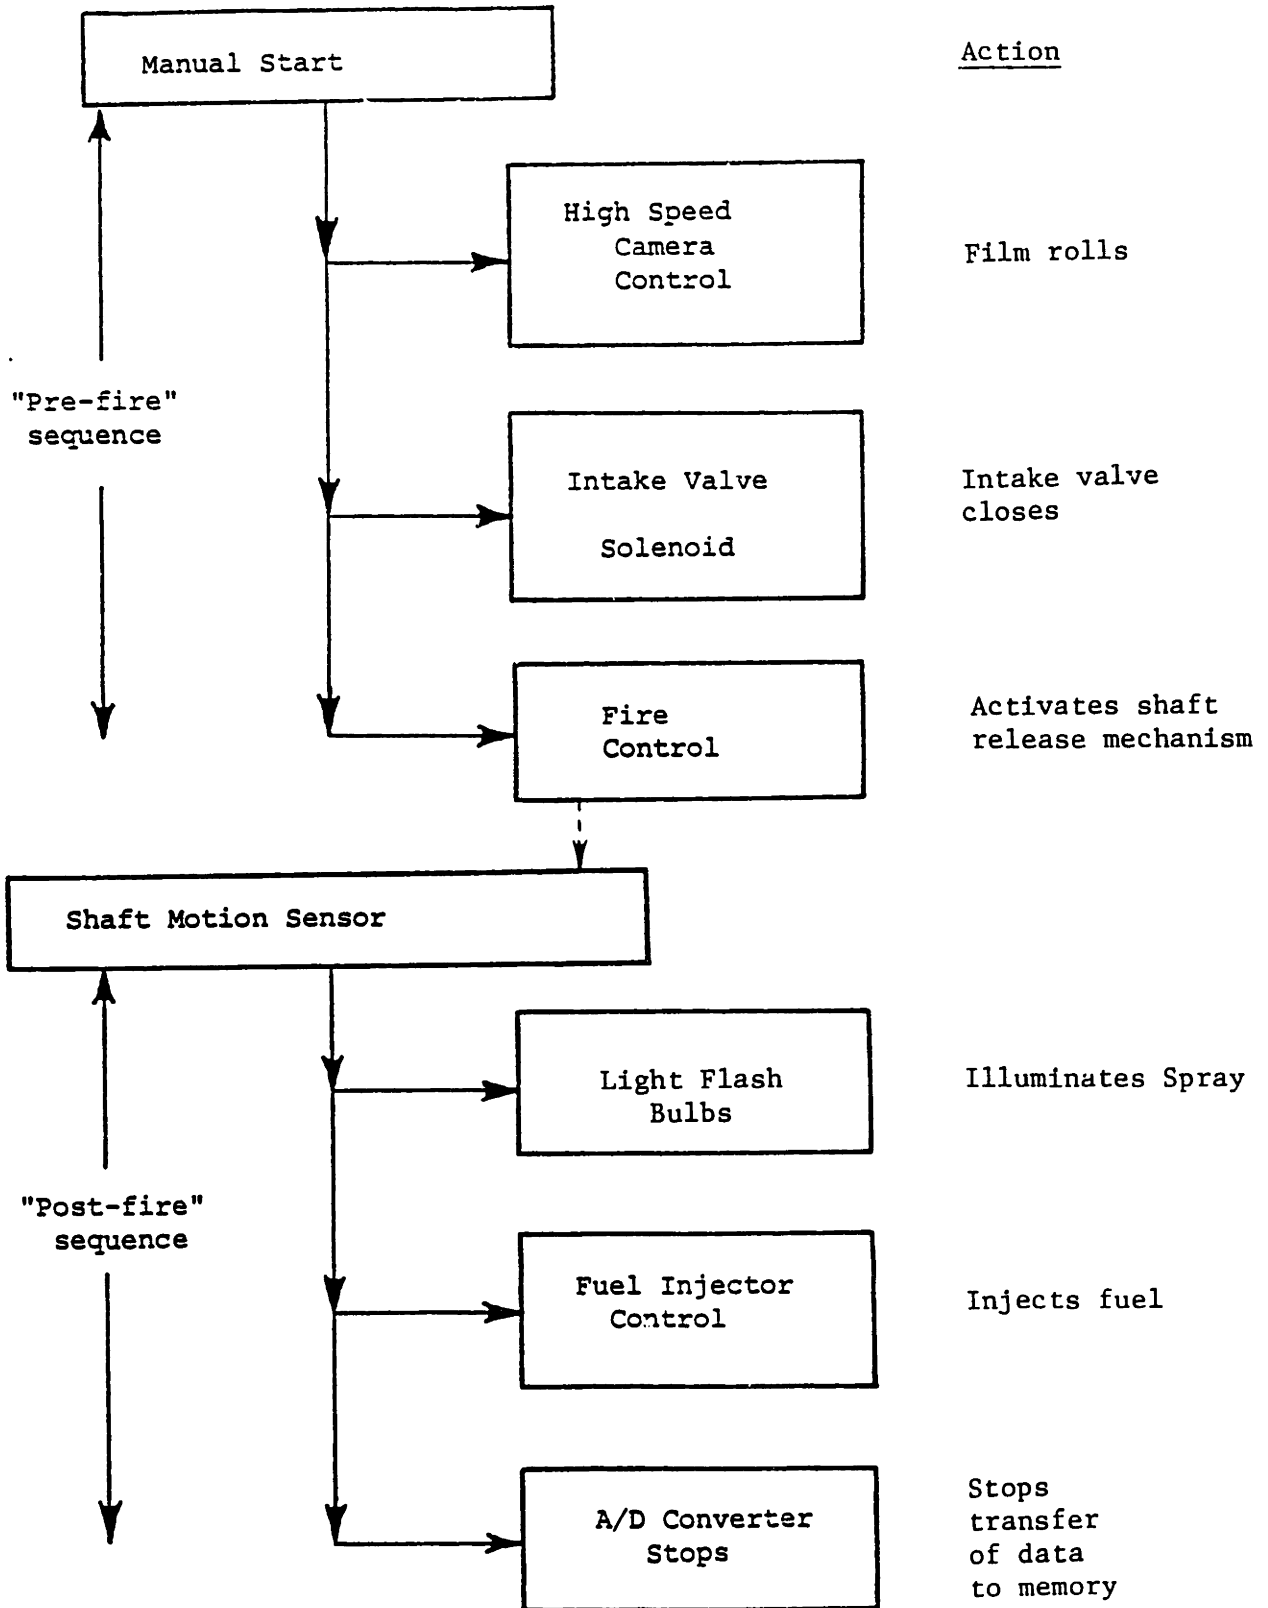 Manual Start
Action
High Speed
Camera
Control
Film rolls
"Pre-fire"
sequence
Intake Valve
Solenoid
Intake valve
closes
Fire
Control
Activates shaft
release mechanism
Shaft Motion Sensor
Light Flash
Bulbs
Illuminates Spray
"Post-fire"
sequence
Fuel Injector
Control
Injects fuel
A/D Converter
Stops
Stops
transfer
of data
to memory